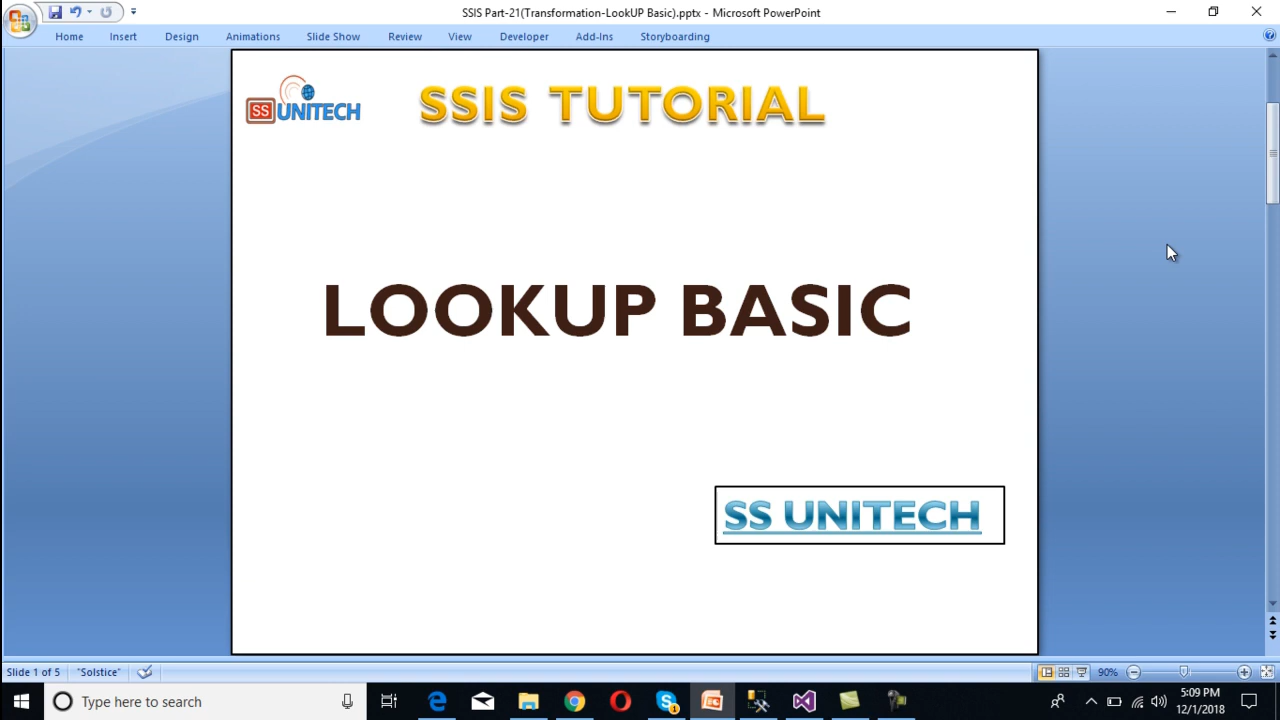 SSIS Part-21(Transformation-LookUP Basic).pptx - Microsoft PowerPoint
Home Insert Design Animations Slide Show Review View Developer Add-Ins Storyboarding
SS UNITECH
SSIS TUTORIAL
LOOKUP BASIC
SS UNITECH
Slide 1 of 5 "Solstice" 90%
Type here to search
5:09 PM
12/1/2018